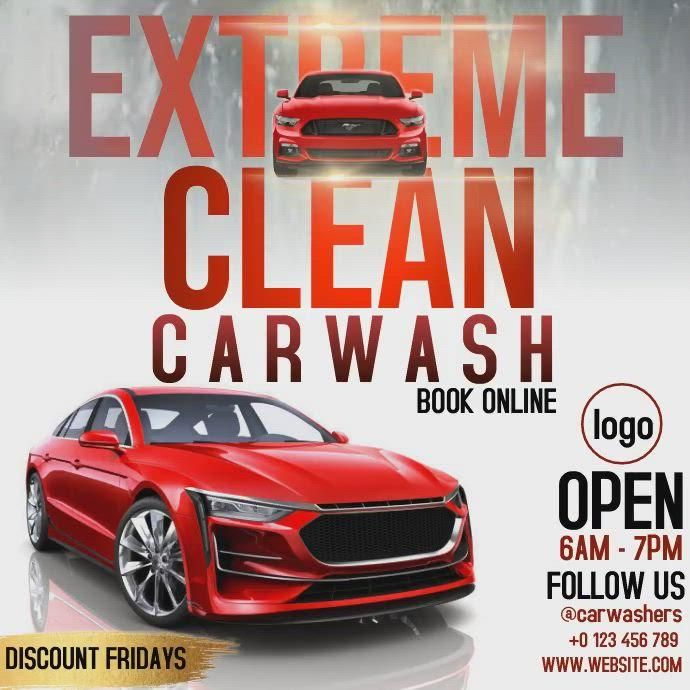 EXTREME
CLEAN
CARWASH
BOOK ONLINE
logo
OPEN
6AM - 7PM
FOLLOW US
@carwashers
+0 123 456 789
WWW.WEBSITE.COM
DISCOUNT FRIDAYS